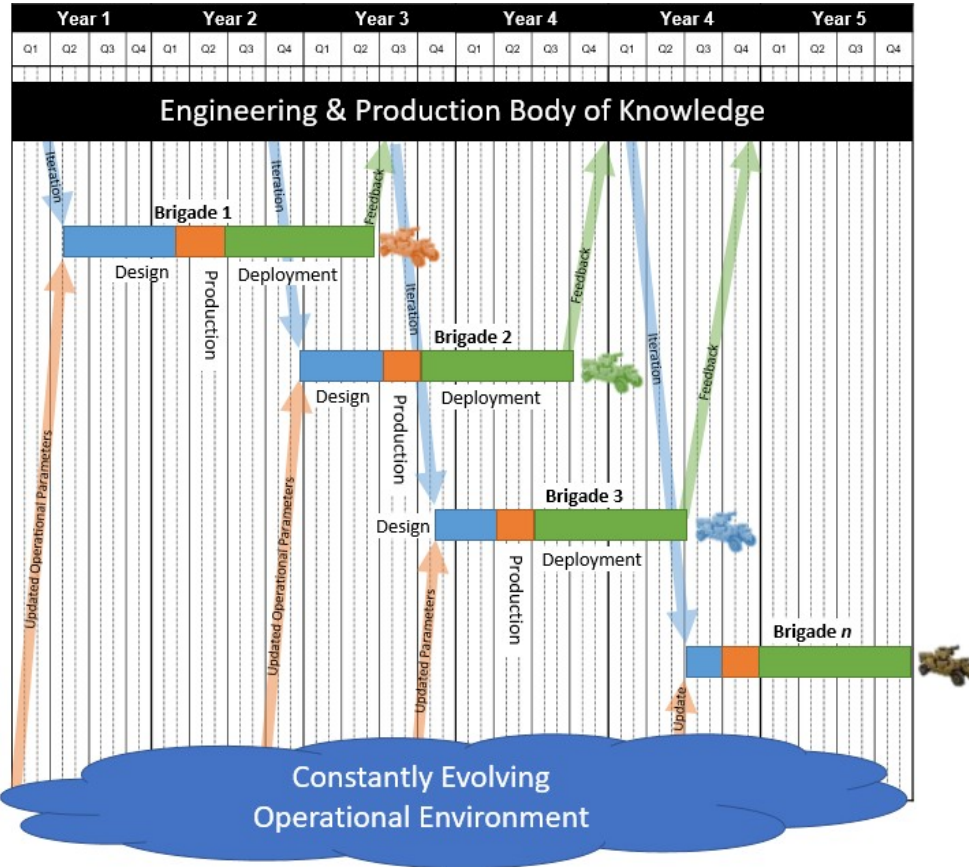 Year 1 Year 2 Year 3 Year 4 Year 4 Year 5
Q1 Q2 Q3 Q4 Q1 Q2 Q3 Q4 Q1 Q2 Q3 Q4 Q1 Q2 Q3 Q4 Q1 Q2 Q3 Q4 Q1 Q2 Q3 Q4
Engineering & Production Body of Knowledge
Iteration
Iteration
Feedback
Brigade 1
Design
Production
Deployment
Updated Operational Parameters
Iteration
Feedback
Brigade 2
Design
Production
Deployment
Updated Operational Parameters
Iteration
Feedback
Brigade 3
Design
Production
Deployment
Updated Parameters
Brigade n
Update
Constantly Evolving
Operational Environment